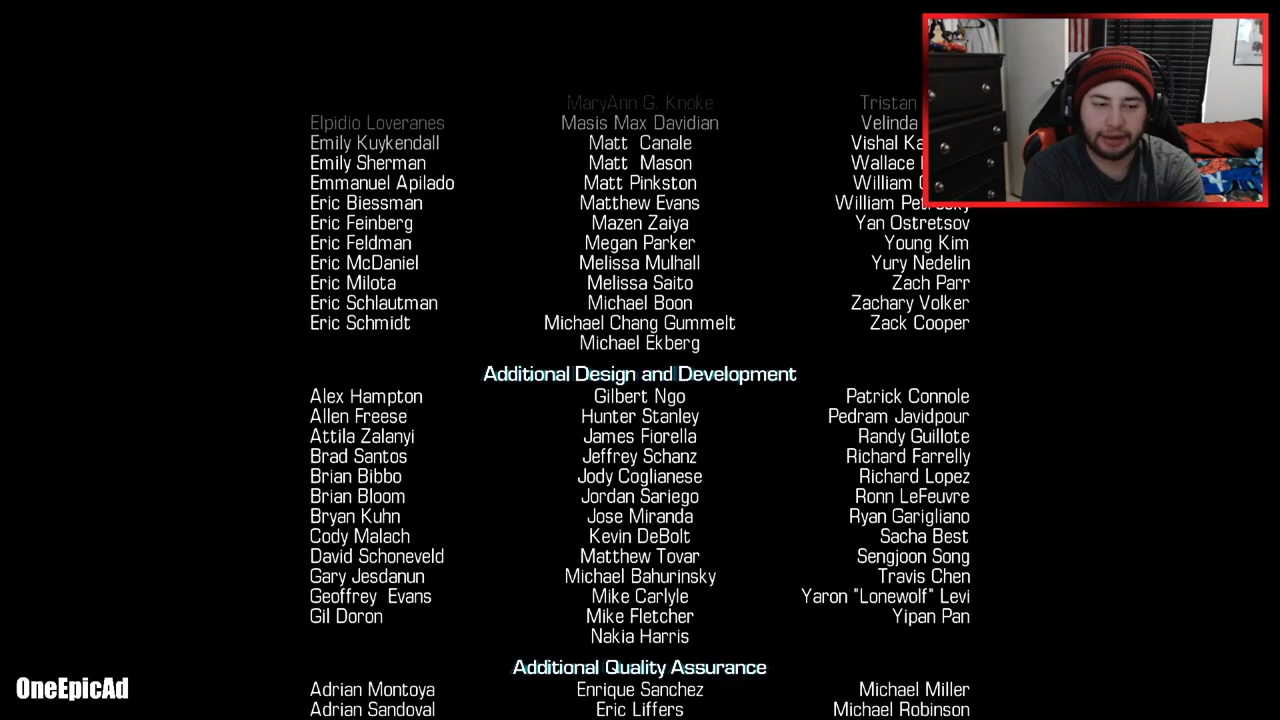 MaryAnn G. Knoke
Tristan
Elpidio Loveranes
Masis Max Davidian
Velinda
Emily Kuykendall
Matt Canale
Vishal
Emily Sherman
Matt Mason
Wallace
Emmanuel Apilado
Matt Pinkston
William
Eric Biessman
Matthew Evans
William
Eric Feinberg
Mazen Zaiya
Yan Ostretsov
Eric Feldman
Megan Parker
Young Kim
Eric McDaniel
Melissa Mulhall
Yury Nedelin
Eric Milota
Melissa Saito
Zach Parr
Eric Schlautman
Michael Boon
Zachary Volker
Eric Schmidt
Michael Chang Gummelt
Zack Cooper
Michael Ekberg
Additional Design and Development
Alex Hampton
Gilbert Ngo
Patrick Connole
Allen Freese
Hunter Stanley
Pedram Javidpour
Attila Zalanyi
James Fiorella
Randy Guillote
Brad Santos
Jeffrey Schanz
Richard Farrelly
Brian Bibbo
Jody Coglianese
Richard Lopez
Brian Bloom
Jordan Sariego
Ronn LeFeuvre
Bryan Kuhn
Jose Miranda
Ryan Garigliano
Cody Malach
Kevin DeBolt
Sacha Best
David Schoneveld
Matthew Tovar
Sengjoon Song
Gary Jesdanun
Michael Bahurinsky
Travis Chen
Geoffrey Evans
Mike Carlyle
Yaron "Lonewolf" Levi
Gil Doron
Mike Fletcher
Yipan Pan
Nakia Harris
Additional Quality Assurance
Adrian Montoya
Enrique Sanchez
Michael Miller
Adrian Sandoval
Eric Liffers
Michael Robinson
OneEpicAd